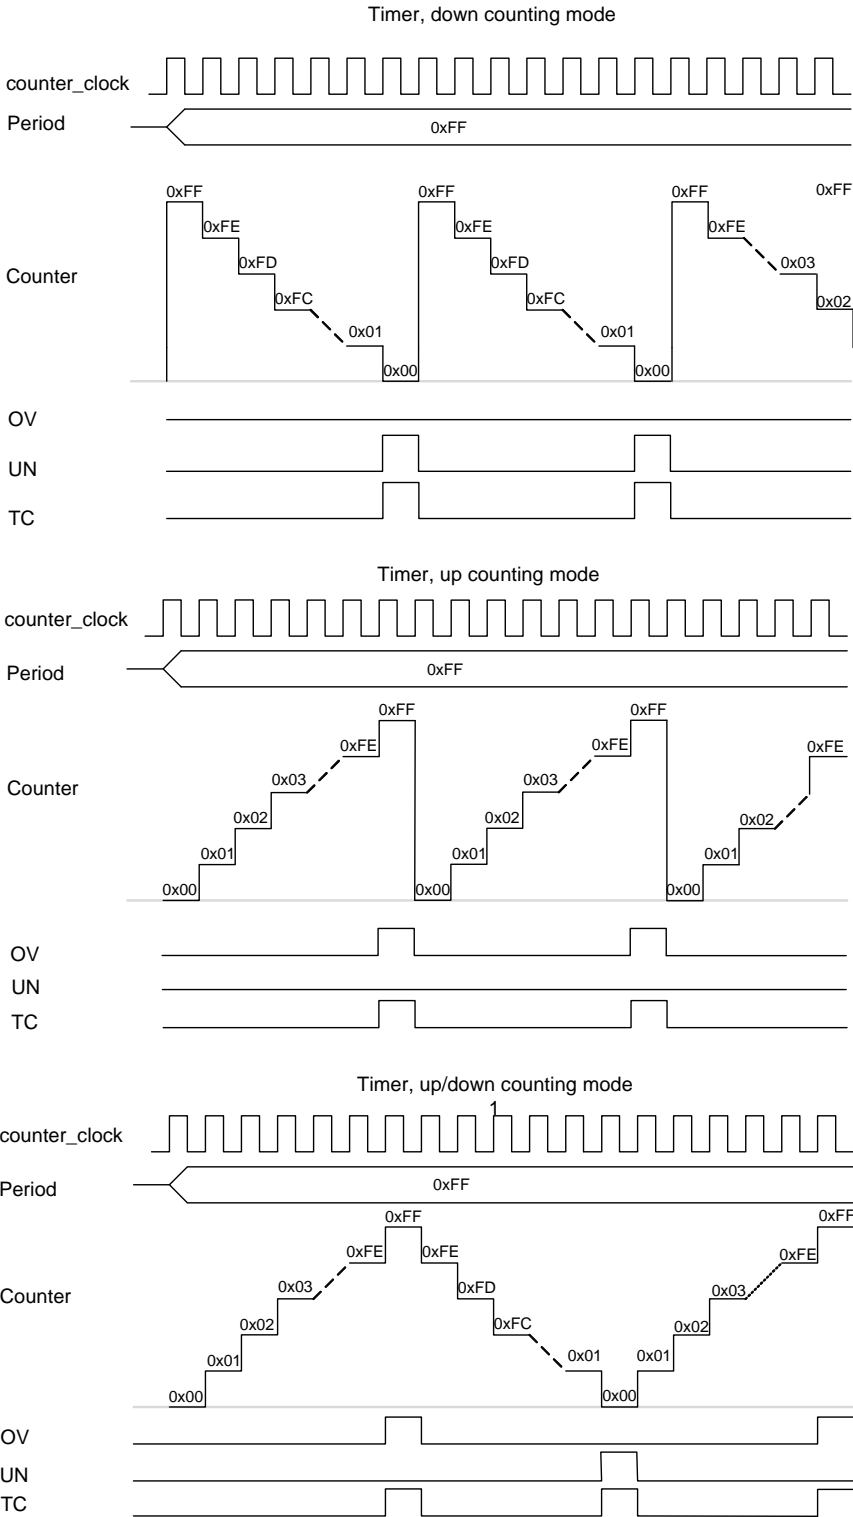 Timer, down counting mode
counter_clock
Period
0xFF
0xFF 0xFF 0xFF 0xFF
0xFE 0xFE 0xFE
0xFD 0xFD 0x03
Counter
0xFC 0xFC 0x02
0x01 0x01
0x00 0x00
OV
UN
TC
Timer, up counting mode
counter_clock
Period
0xFF
0xFF 0xFF
0xFE 0xFE 0xFE
0x03 0x03
Counter
0x02 0x02 0x02
0x01 0x01 0x01
0x00 0x00 0x00
OV
UN
TC
Timer, up/down counting mode
1
counter_clock
Period
0xFF
0xFF 0xFF
0xFE 0xFE 0xFE
0x03 0xFD 0x03
Counter
0x02 0xFC 0x02
0x01 0x01 0x01
0x00 0x00
OV
UN
TC